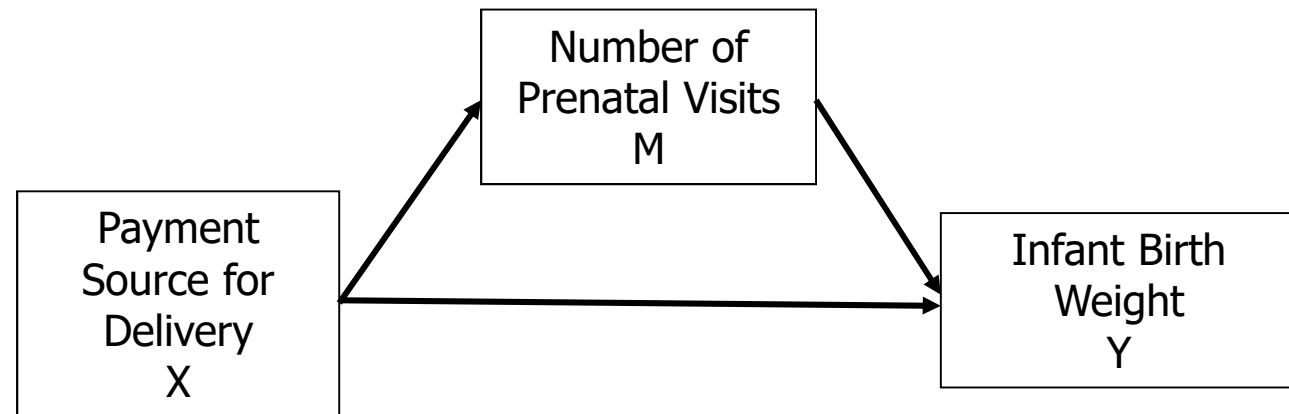 Number of
Prenatal Visits
M
Payment
Source for
Delivery
X
Infant Birth
Weight
Y